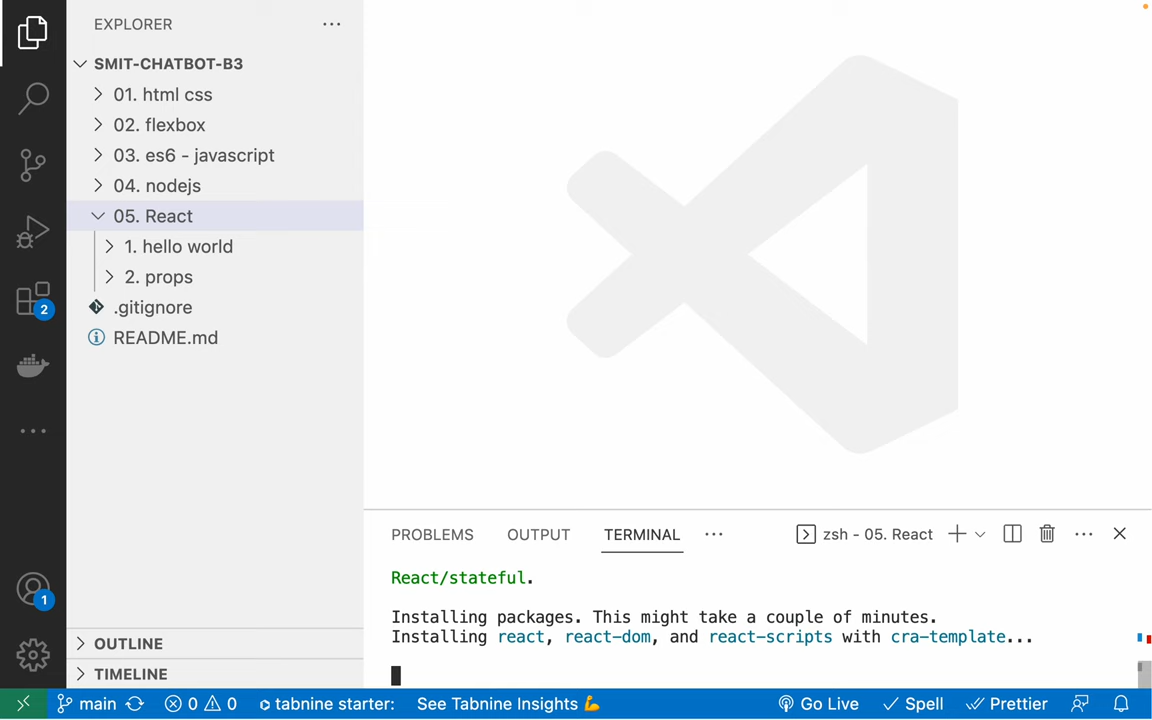 EXPLORER
SMIT-CHATBOT-B3
01. html css
02. flexbox
03. es6 - javascript
04. nodejs
05. React
1. hello world
2. props
.gitignore
README.md
2
1
OUTLINE
TIMELINE
PROBLEMS OUTPUT TERMINAL zsh - 05. React
React/stateful.
Installing packages. This might take a couple of minutes.
Installing react, react-dom, and react-scripts with cra-template...
main 0 0 tabnine starter: See Tabnine Insights 💪 Go Live Spell Prettier